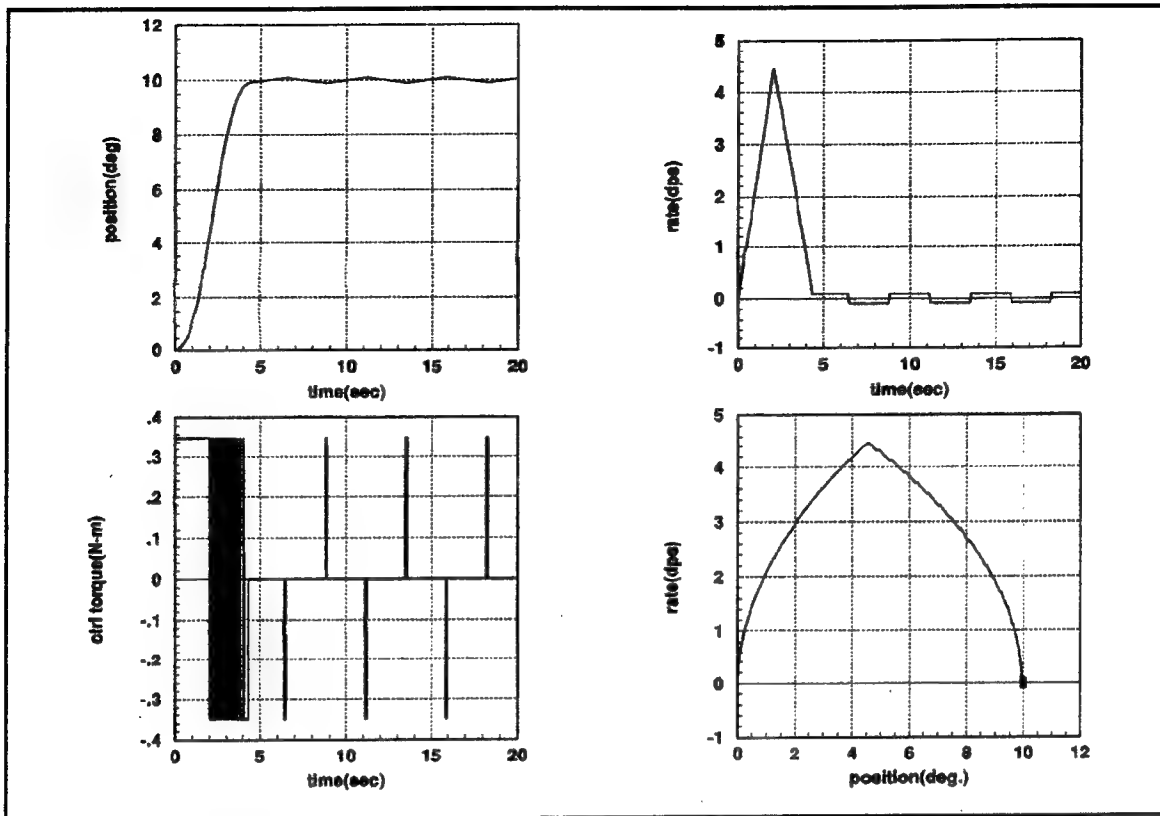 12
10
8
6
4
2
0
position(deg)
0 5 10 15 20
time(sec)
5
4
3
2
1
0
-1
rate(dps)
0 5 10 15 20
time(sec)
.4
.3
.2
.1
0
-.1
-.2
-.3
-.4
ctrl torque(N-m)
0 5 10 15 20
time(sec)
5
4
3
2
1
0
-1
rate(dps)
0 2 4 6 8 10 12
position(deg.)